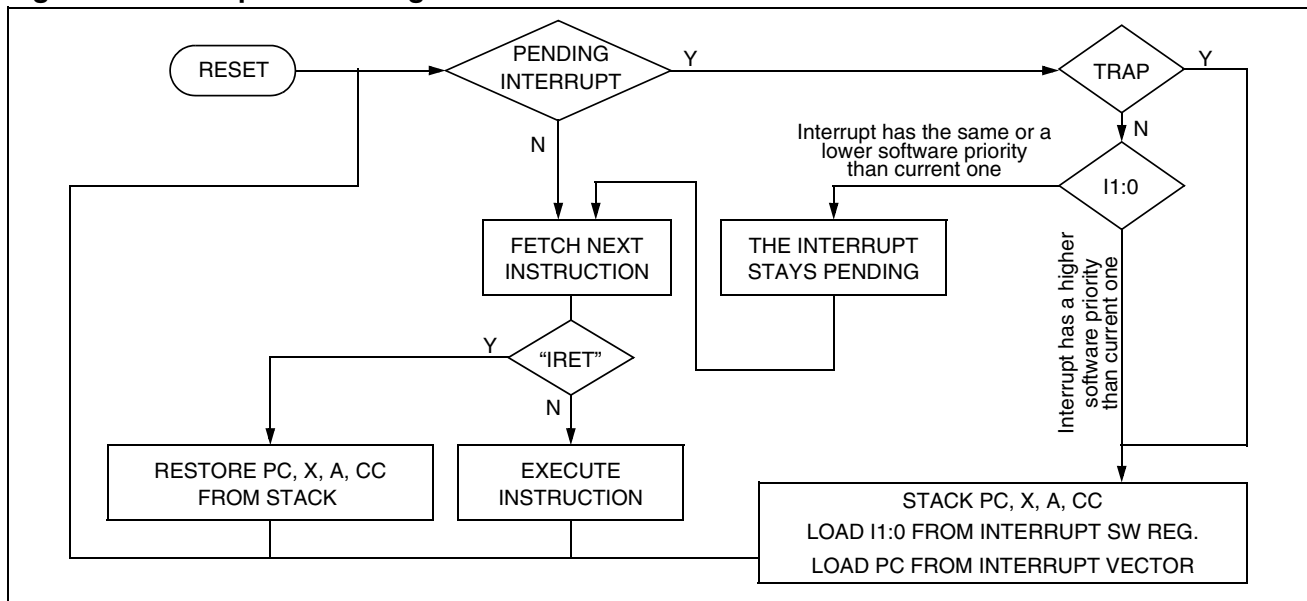 RESET
PENDING
INTERRUPT
Y
TRAP
Y
N
N
Interrupt has the same or a
lower software priority
than current one
I1:0
FETCH NEXT
INSTRUCTION
THE INTERRUPT
STAYS PENDING
Interrupt has a higher
software priority
than current one
Y
“IRET”
N
RESTORE PC, X, A, CC
FROM STACK
EXECUTE
INSTRUCTION
STACK PC, X, A, CC
LOAD I1:0 FROM INTERRUPT SW REG.
LOAD PC FROM INTERRUPT VECTOR